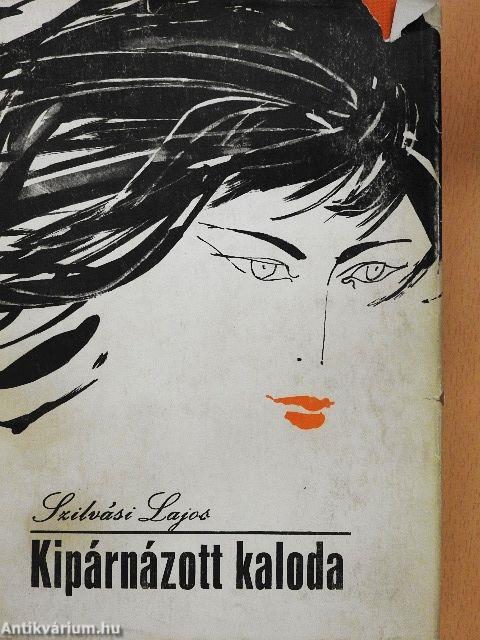 Szilvási Lajos
Kipárnázott kaloda
Antikvárium.hu